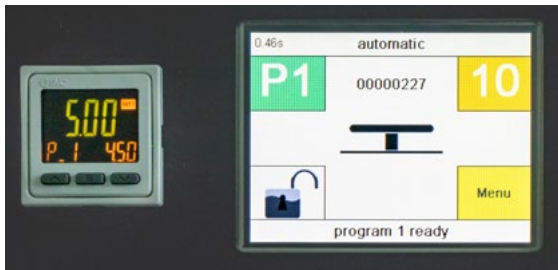 5.00
P_1 450
0.46s automatic
P1 00000227 10
Menu
program 1 ready